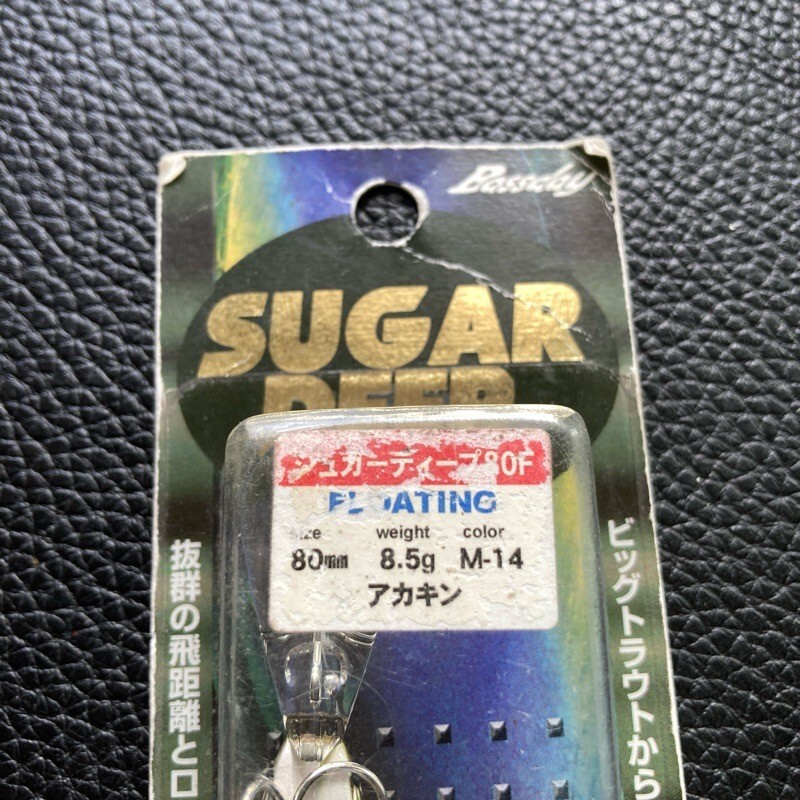 Bassday
SUGAR
DEEP
シュガーディープ80F
FLOATING
size weight color
80mm 8.5g M-14
アカキン
抜群の飛距離とロ
ビッグトラウトから